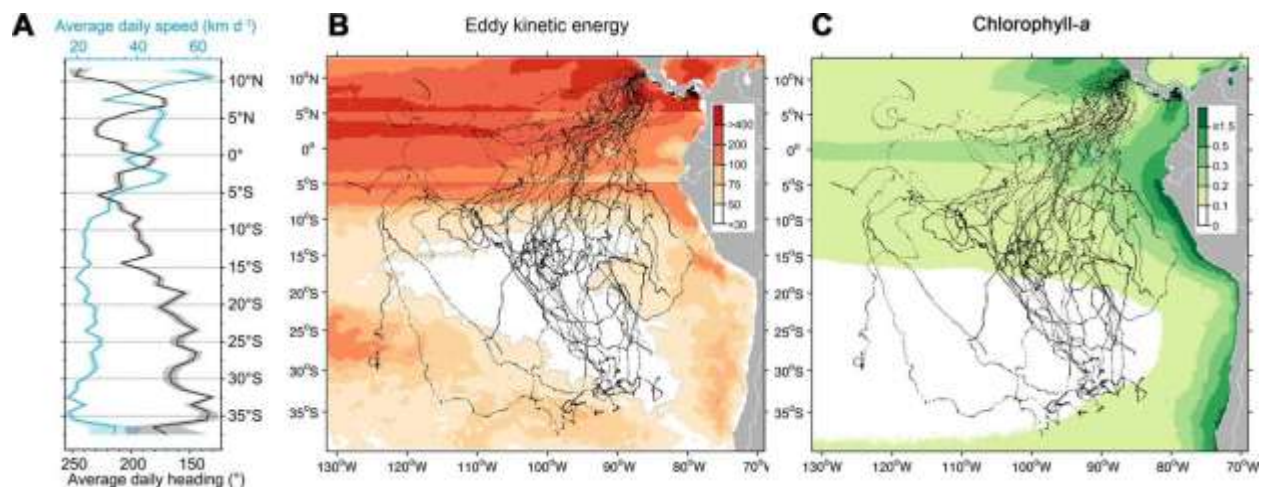 A
Average daily speed (km d⁻¹)
20 40 60
10°N
5°N
0°
5°S
10°S
15°S
20°S
25°S
30°S
35°S
250 200 150
Average daily heading (°)
B
Eddy kinetic energy
10°N
5°N
0°
5°S
10°S
15°S
20°S
25°S
30°S
35°S
>400
200
100
75
50
<30
130°W 120°W 110°W 100°W 90°W 80°W 70°W
C
Chlorophyll-a
10°N
5°N
0°
5°S
10°S
15°S
20°S
25°S
30°S
35°S
≥1.5
0.5
0.3
0.2
0.1
0
130°W 120°W 110°W 100°W 90°W 80°W 70°W